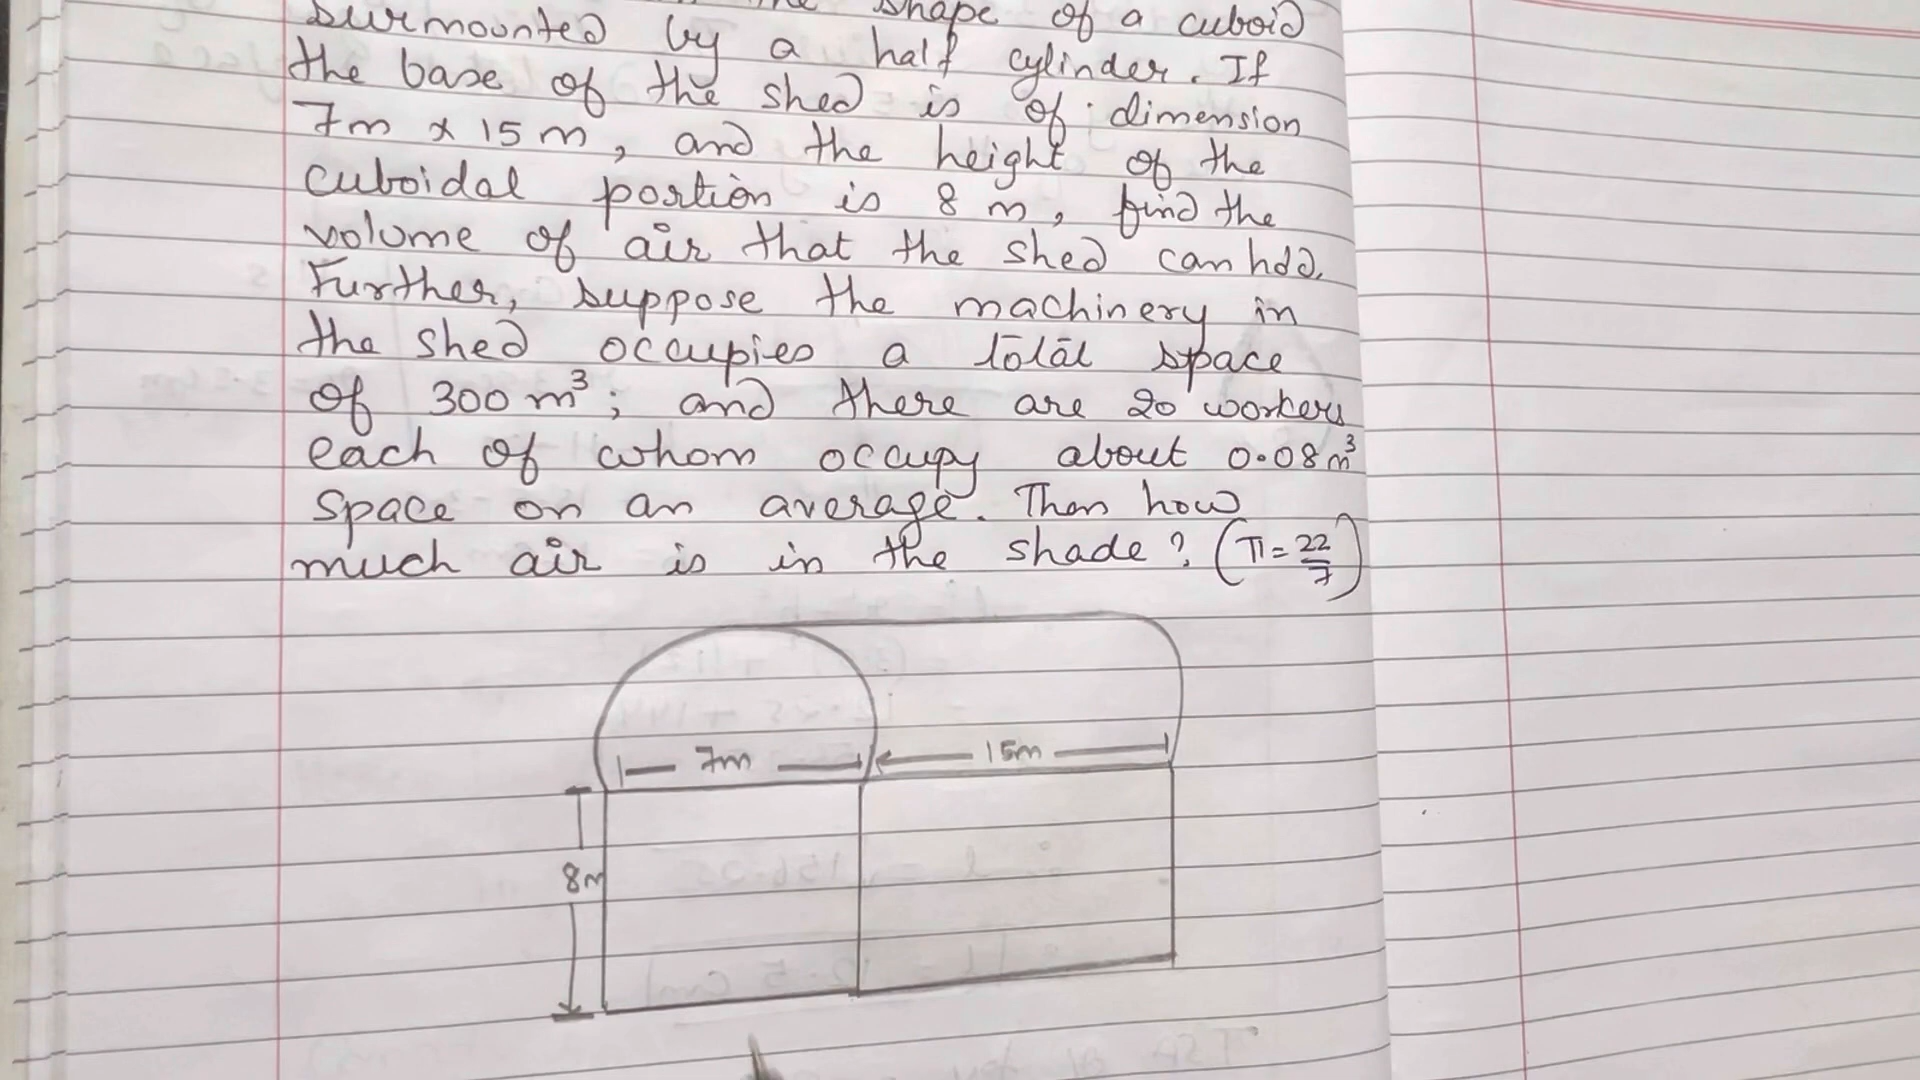 the shape of a cuboid
surmounted by a half cylinder. If
the base of the shed is of dimension
7m x 15 m, and the height of the
cuboidal portion is 8 m, find the
volume of air that the shed can hold.
Further, suppose the machinery in
the shed occupies a total space
of 300 m³; and there are 20 workers
each of whom occupy about 0.08 m³
space on an average. Then how
much air is in the shade? (π = 22/7)
7m 15m
8m